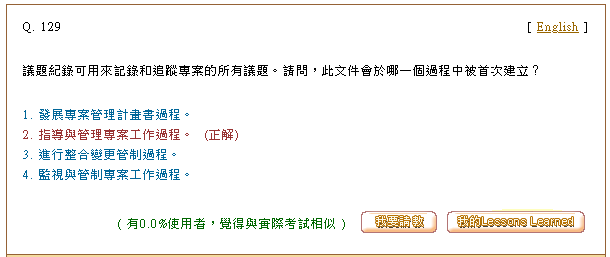 Q. 129 [ English ]
議題紀錄可用來記錄和追蹤專案的所有議題。請問，此文件會於哪一個過程中被首次建立？
1. 發展專案管理計畫書過程。
2. 指導與管理專案工作過程。 (正解)
3. 進行整合變更管制過程。
4. 監視與管制專案工作過程。
( 有0.0%使用者，覺得與實際考試相似 ) 我要請教 我的Lessons Learned